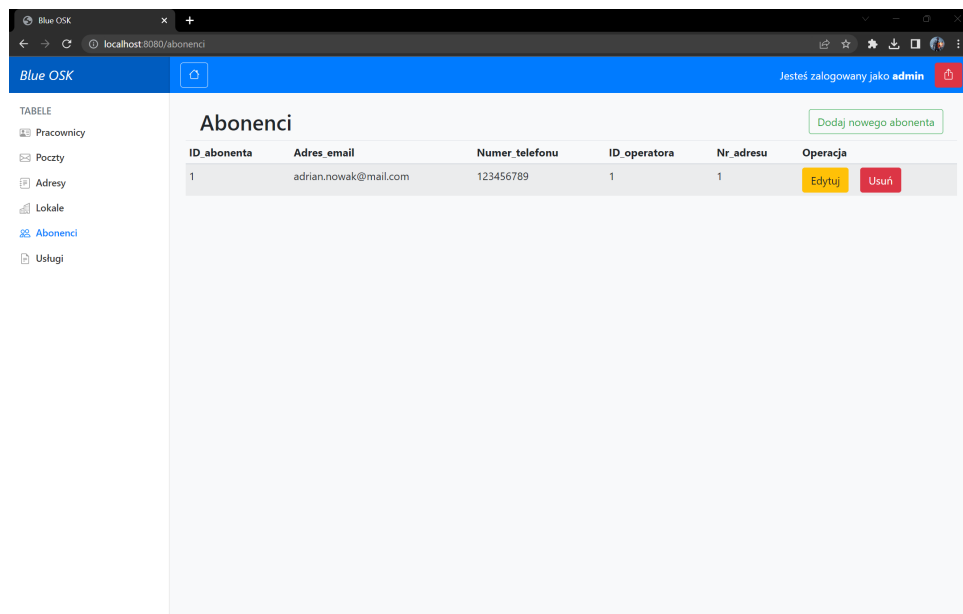 Blue OSK
localhost:8080/abonenci
Blue OSK
Jesteś zalogowany jako admin
TABELE
Pracownicy
Poczty
Adresy
Lokale
Abonenci
Usługi
Abonenci
Dodaj nowego abonenta
ID_abonenta Adres_email Numer_telefonu ID_operatora Nr_adresu Operacja
1 adrian.nowak@mail.com 123456789 1 1 Edytuj Usuń